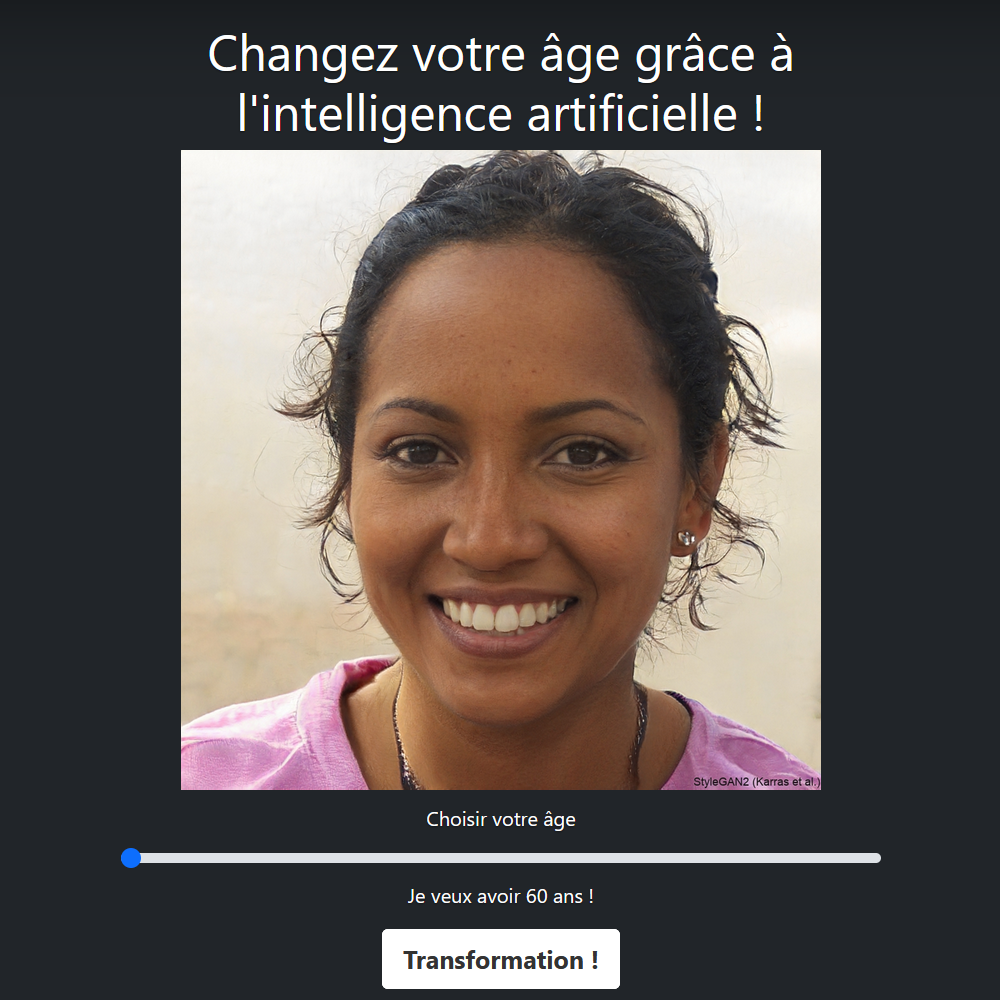 Changez votre âge grâce à
l'intelligence artificielle !
StyleGAN2 (Karras et al.)
Choisir votre âge
Je veux avoir 60 ans !
Transformation !